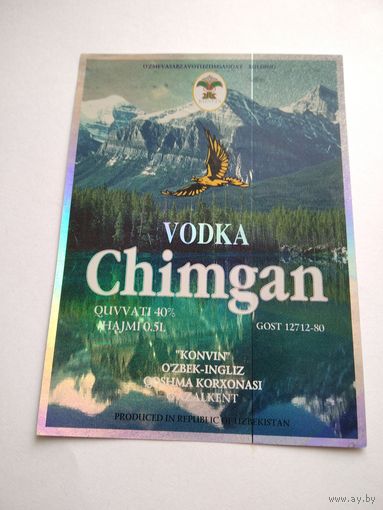 VODKA
Chimgan
QUVVATI 40%
HAJMI 0.5L
GOST 12712-80
"KONVIN"
O'ZBEK-INGLIZ
QO'SHMA KORXONASI
G'AZALKENT
PRODUCED IN REPUBLIC OF UZBEKISTAN
www.ay.by